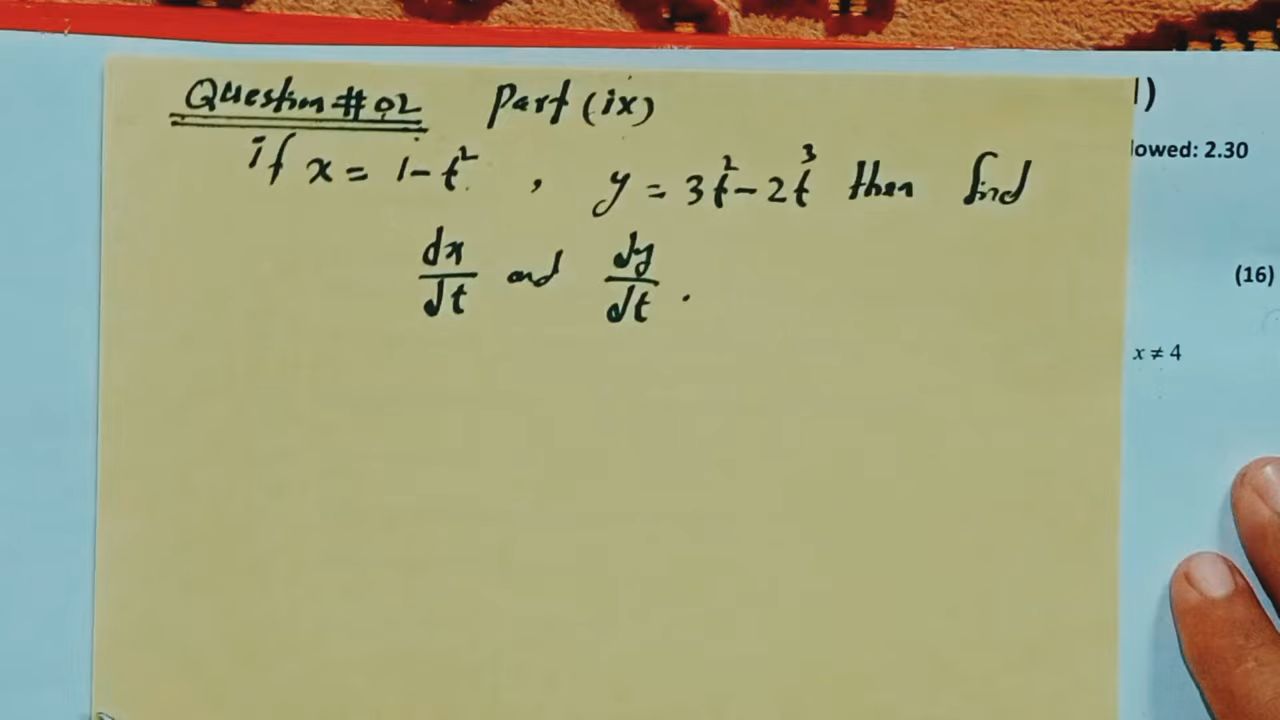 Question # 02 Part (ix)
if x = 1 - t² , y = 3t² - 2t³ then find
dx/dt and dy/dt .
1)
lowed: 2.30
(16)
x ≠ 4